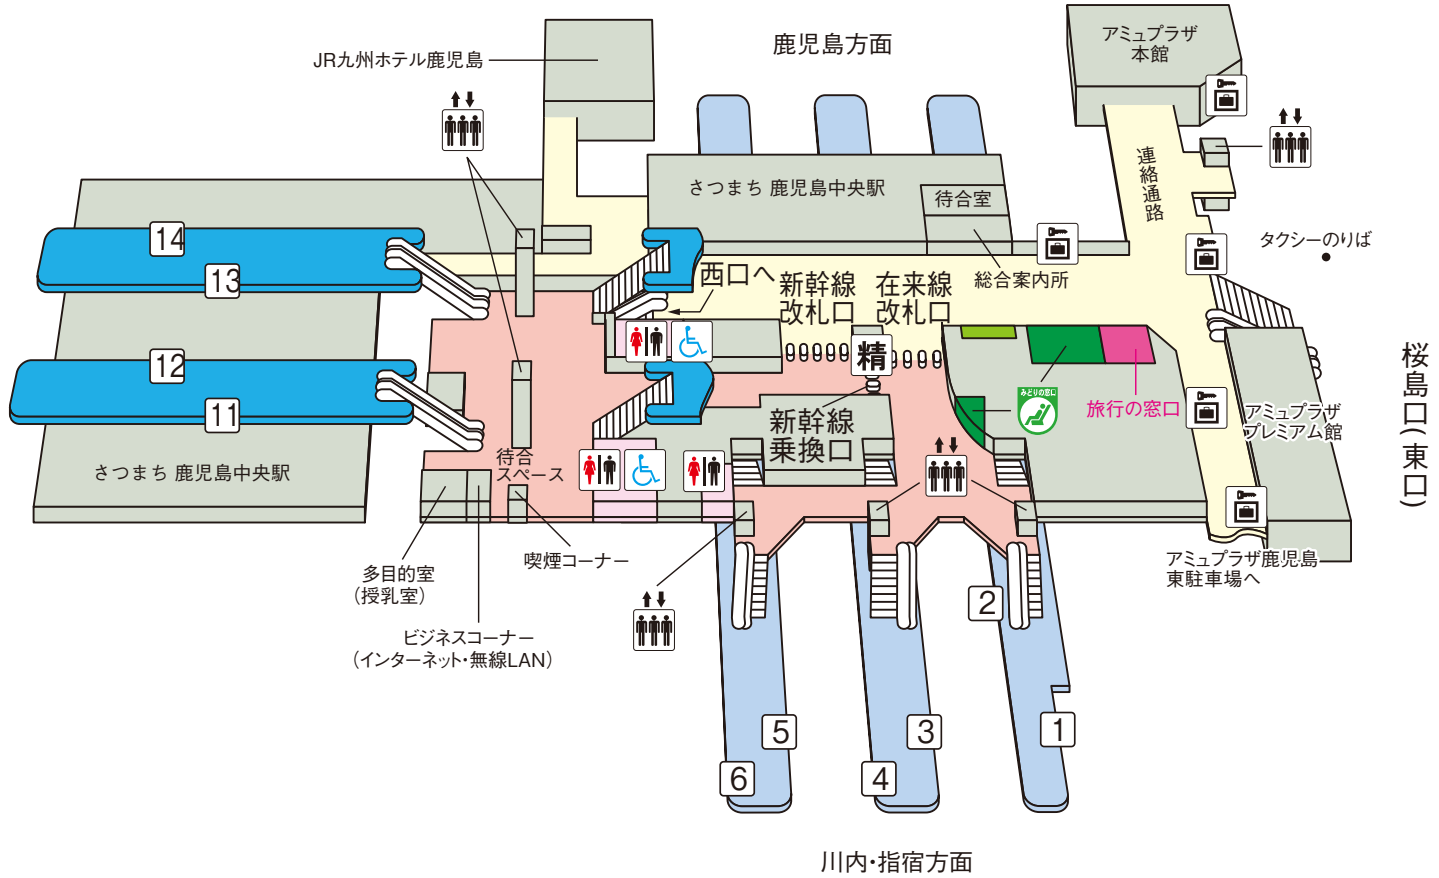 鹿児島方面
アミュプラザ
本館
JR九州ホテル鹿児島
連絡通路
さつまち 鹿児島中央駅
待合室
タクシーのりば
14
13
西口へ
新幹線
改札口
在来線
改札口
総合案内所
12
11
精
みどりの窓口
旅行の窓口
アミュプラザ
プレミアム館
桜島口(東口)
新幹線
乗換口
さつまち 鹿児島中央駅
待合
スペース
喫煙コーナー
多目的室
(授乳室)
アミュプラザ鹿児島
東駐車場へ
2
ビジネスコーナー
(インターネット・無線LAN)
5
3
1
6
4
川内・指宿方面